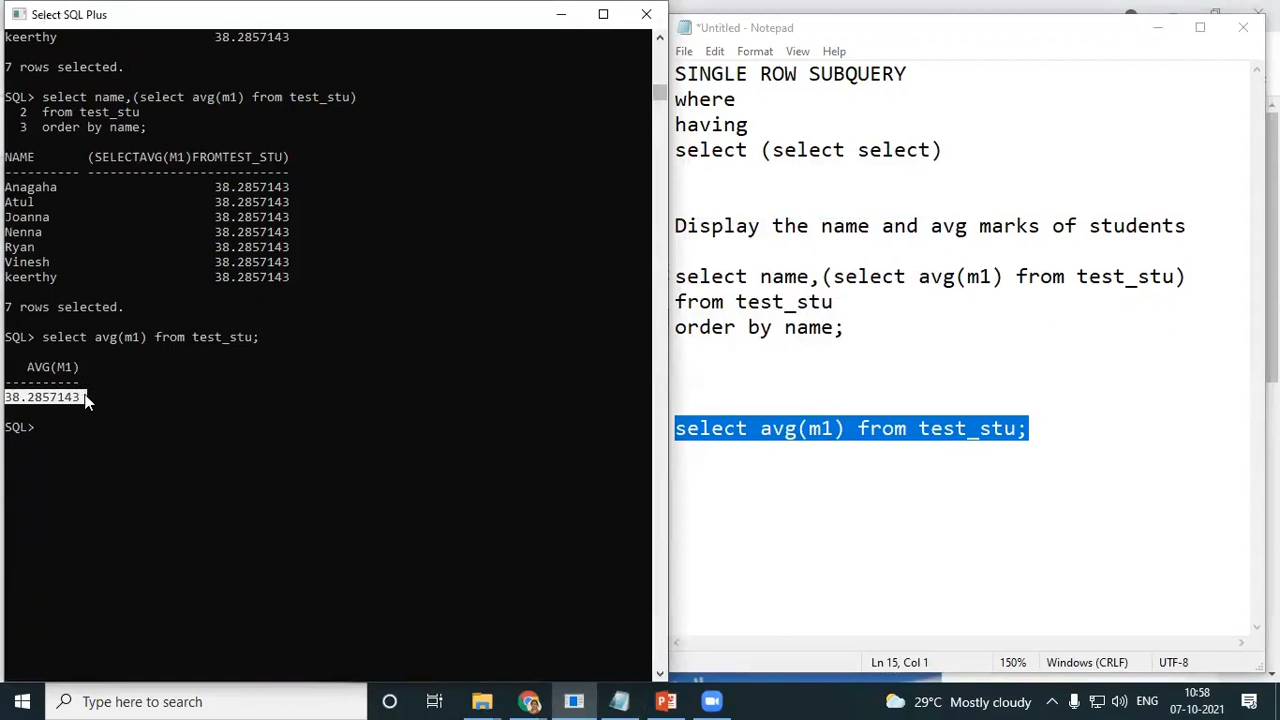 Select SQL Plus
keerthy 38.2857143
7 rows selected.
SQL> select name,(select avg(m1) from test_stu)
2 from test_stu
3 order by name;
NAME (SELECTAVG(M1)FROMTEST_STU)
---------- ---------------------------
Anagaha 38.2857143
Atul 38.2857143
Joanna 38.2857143
Nenna 38.2857143
Ryan 38.2857143
Vinesh 38.2857143
keerthy 38.2857143
7 rows selected.
SQL> select avg(m1) from test_stu;
AVG(M1)
----------
38.2857143
SQL>
*Untitled - Notepad
File Edit Format View Help
SINGLE ROW SUBQUERY
where
having
select (select select)
Display the name and avg marks of students
select name,(select avg(m1) from test_stu)
from test_stu
order by name;
select avg(m1) from test_stu;
Ln 15, Col 1 150% Windows (CRLF) UTF-8
Type here to search
29°C Mostly cloudy ENG
10:58
07-10-2021